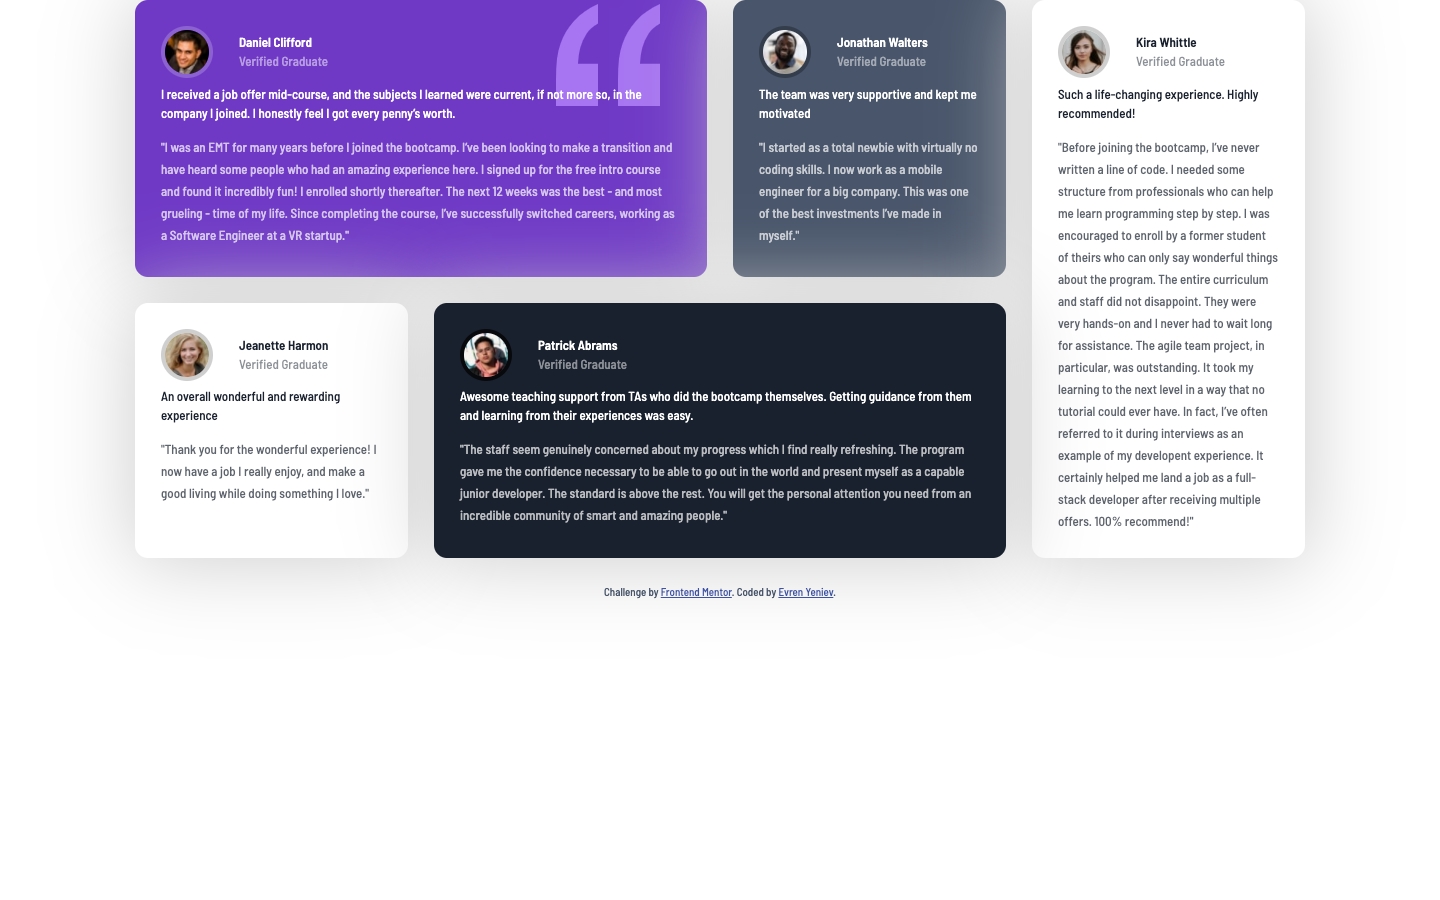 Daniel Clifford
Verified Graduate
I received a job offer mid-course, and the subjects I learned were current, if not more so, in the
company I joined. I honestly feel I got every penny’s worth.
"I was an EMT for many years before I joined the bootcamp. I’ve been looking to make a transition and
have heard some people who had an amazing experience here. I signed up for the free intro course
and found it incredibly fun! I enrolled shortly thereafter. The next 12 weeks was the best - and most
grueling - time of my life. Since completing the course, I’ve successfully switched careers, working as
a Software Engineer at a VR startup."
Jonathan Walters
Verified Graduate
The team was very supportive and kept me
motivated
"I started as a total newbie with virtually no
coding skills. I now work as a mobile
engineer for a big company. This was one
of the best investments I’ve made in
myself."
Kira Whittle
Verified Graduate
Such a life-changing experience. Highly
recommended!
"Before joining the bootcamp, I’ve never
written a line of code. I needed some
structure from professionals who can help
me learn programming step by step. I was
encouraged to enroll by a former student
of theirs who can only say wonderful things
about the program. The entire curriculum
and staff did not disappoint. They were
very hands-on and I never had to wait long
for assistance. The agile team project, in
particular, was outstanding. It took my
learning to the next level in a way that no
tutorial could ever have. In fact, I’ve often
referred to it during interviews as an
example of my developent experience. It
certainly helped me land a job as a full-
stack developer after receiving multiple
offers. 100% recommend!"
Jeanette Harmon
Verified Graduate
An overall wonderful and rewarding
experience
"Thank you for the wonderful experience! I
now have a job I really enjoy, and make a
good living while doing something I love."
Patrick Abrams
Verified Graduate
Awesome teaching support from TAs who did the bootcamp themselves. Getting guidance from them
and learning from their experiences was easy.
"The staff seem genuinely concerned about my progress which I find really refreshing. The program
gave me the confidence necessary to be able to go out in the world and present myself as a capable
junior developer. The standard is above the rest. You will get the personal attention you need from an
incredible community of smart and amazing people."
Challenge by Frontend Mentor. Coded by Evren Yeniev.